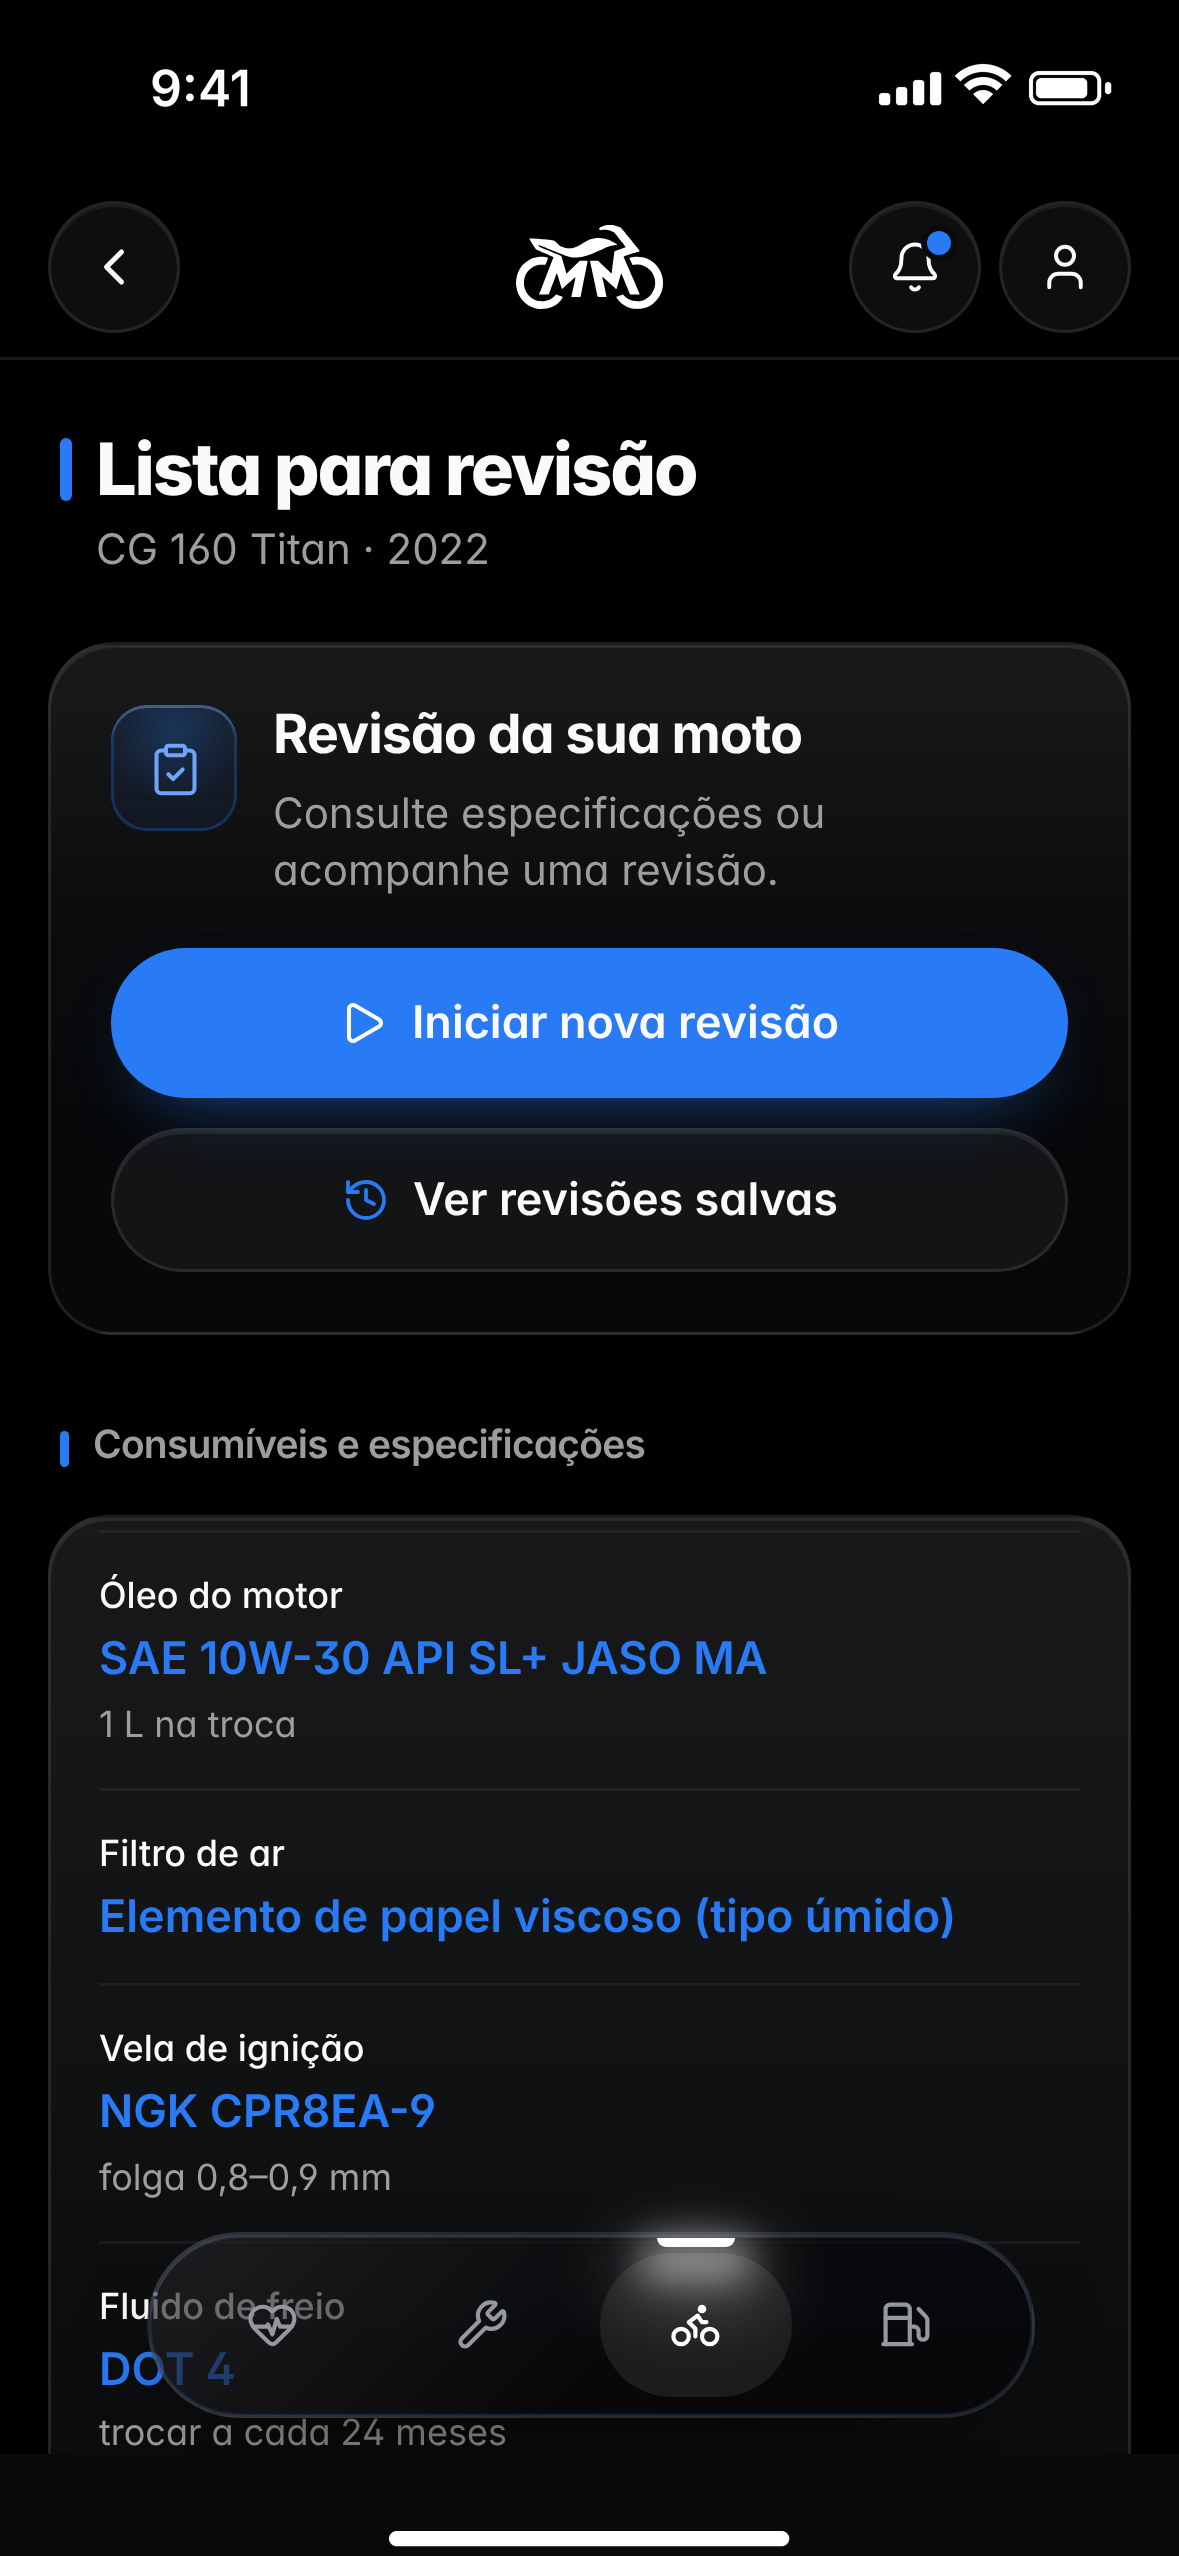 9:41
MM
Lista para revisão
CG 160 Titan · 2022
Revisão da sua moto
Consulte especificações ou
acompanhe uma revisão.
Iniciar nova revisão
Ver revisões salvas
Consumíveis e especificações
Óleo do motor
SAE 10W-30 API SL+ JASO MA
1 L na troca
Filtro de ar
Elemento de papel viscoso (tipo úmido)
Vela de ignição
NGK CPR8EA-9
folga 0,8–0,9 mm
Fluido de freio
DOT 4
trocar a cada 24 meses